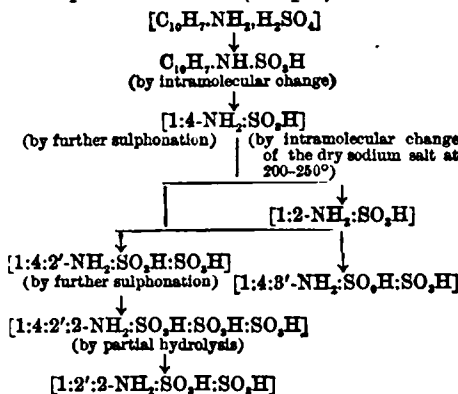 [C₁₀H₇.NH₂,H₂SO₄]
C₁₀H₇.NH.SO₃H
(by intramolecular change)
[1:4-NH₂:SO₃H]
(by further sulphonation)
(by intramolecular change
of the dry sodium salt at
200–250°)
[1:2-NH₂:SO₃H]
[1:4:2'-NH₂:SO₃H:SO₃H]
(by further sulphonation)
[1:4:3'-NH₂:SO₃H:SO₃H]
[1:4:2':2-NH₂:SO₃H:SO₃H:SO₃H]
(by partial hydrolysis)
[1:2':2-NH₂:SO₃H:SO₃H]